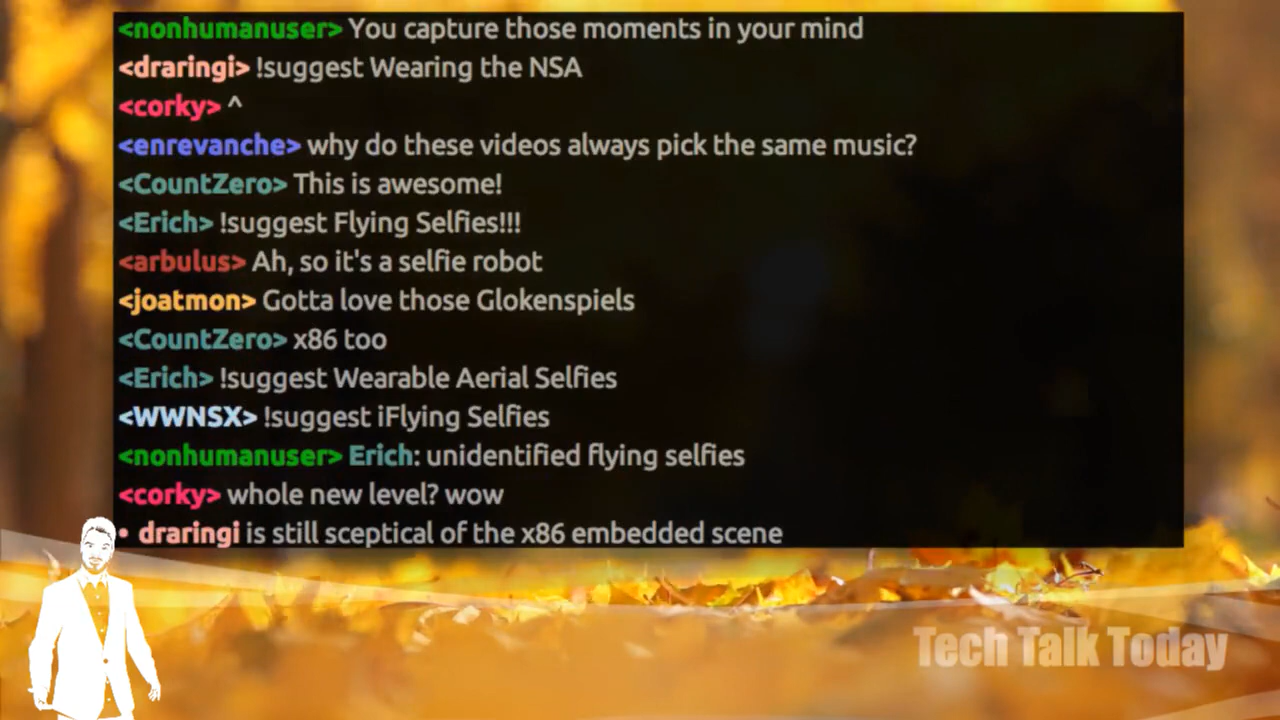 <nonhumanuser> You capture those moments in your mind
<draringi> !suggest Wearing the NSA
<corky> ^
<enrevanche> why do these videos always pick the same music?
<CountZero> This is awesome!
<Erich> !suggest Flying Selfies!!!
<arbulus> Ah, so it's a selfie robot
<joatmon> Gotta love those Glokenspiels
<CountZero> x86 too
<Erich> !suggest Wearable Aerial Selfies
<WWNSX> !suggest iFlying Selfies
<nonhumanuser> Erich: unidentified flying selfies
<corky> whole new level? wow
• draringi is still sceptical of the x86 embedded scene
Tech Talk Today